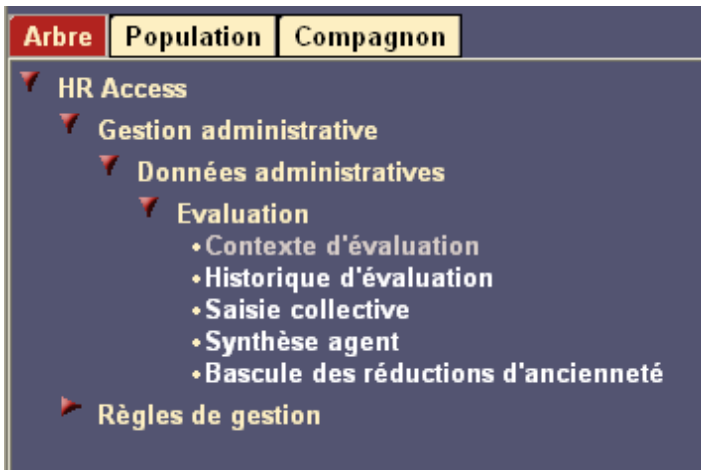 Arbre Population Compagnon
HR Access
Gestion administrative
Données administratives
Evaluation
•Contexte d'évaluation
•Historique d'évaluation
•Saisie collective
•Synthèse agent
•Bascule des réductions d'ancienneté
Règles de gestion